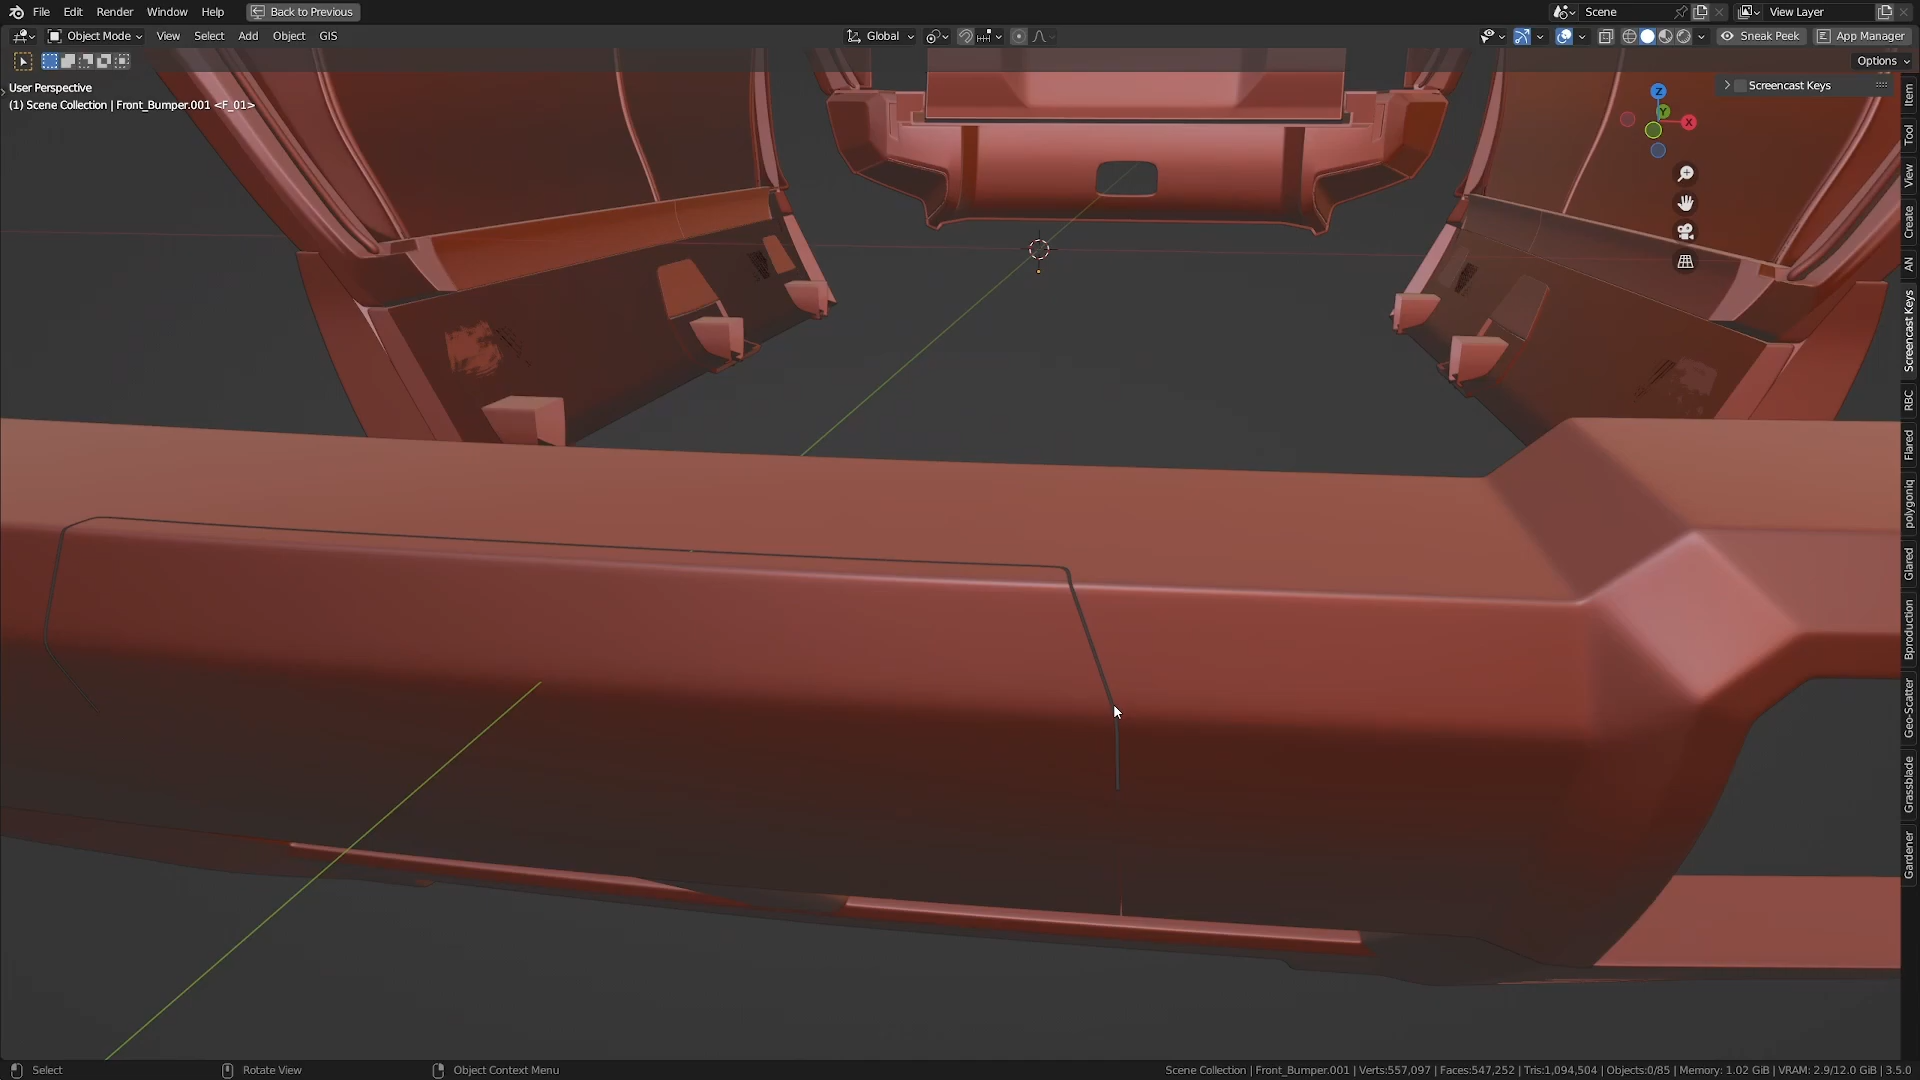 File Edit Render Window Help Back to Previous Scene View Layer
Object Mode View Select Add Object GIS Global Sneak Peek App Manager
Options
User Perspective
(1) Scene Collection | Front_Bumper.001 <F_01>
Screencast Keys
Z
Y
X
Item
Tool
View
Create
AN
Screencast Keys
RBC
Flared
polygoniq
Glared
Bproduction
Geo-Scatter
Grassblade
Gardener
Select Rotate View Object Context Menu Scene Collection | Front_Bumper.001 | Verts:557,097 | Faces:547,252 | Tris:1,094,504 | Objects:0/85 | Memory: 1.02 GiB | VRAM: 2.9/12.0 GiB | 3.5.0